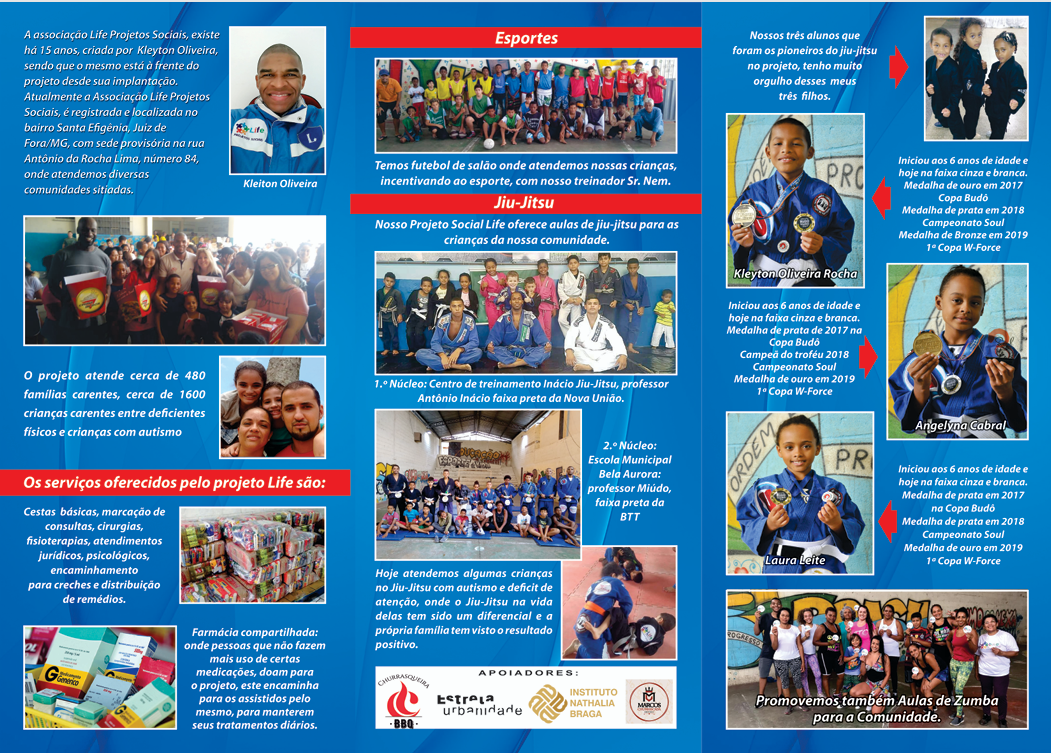 A associação Life Projetos Sociais, existe
há 15 anos, criada por Kleyton Oliveira,
sendo que o mesmo está à frente do
projeto desde sua implantação.
Atualmente a Associação Life Projetos
Sociais, é registrada e localizada no
bairro Santa Efigênia, Juiz de
Fora/MG, com sede provisória na rua
Antônio da Rocha Lima, número 84,
onde atendemos diversas
comunidades sitiadas.
Life
Kleiton Oliveira
O projeto atende cerca de 480
famílias carentes, cerca de 1600
crianças carentes entre deficientes
físicos e crianças com autismo
Os serviços oferecidos pelo projeto Life são:
Cestas básicas, marcação de
consultas, cirurgias,
fisioterapias, atendimentos
jurídicos, psicológicos,
encaminhamento
para creches e distribuição
de remédios.
G
Medicamento
Genérico
Farmácia compartilhada:
onde pessoas que não fazem
mais uso de certas
medicações, doam para
o projeto, este encaminha
para os assistidos pelo
mesmo, para manterem
seus tratamentos diários.
Esportes
Temos futebol de salão onde atendemos nossas crianças,
incentivando ao esporte, com nosso treinador Sr. Nem.
Jiu-Jitsu
Nosso Projeto Social Life oferece aulas de jiu-jitsu para as
crianças da nossa comunidade.
1.º Núcleo: Centro de treinamento Inácio Jiu-Jitsu, professor
Antônio Inácio faixa preta da Nova União.
2.º Núcleo:
Escola Municipal
Bela Aurora:
professor Miúdo,
faixa preta da
BTT
Hoje atendemos algumas crianças
no Jiu-Jitsu com autismo e deficit de
atenção, onde o Jiu-Jitsu na vida
delas tem sido um diferencial e a
própria família tem visto o resultado
positivo.
APOIADORES:
CHURRASQUEIRA
· BBQ ·
Estrela
urbanidade
INSTITUTO
NATHALIA
BRAGA
MARCOS
Nossos três alunos que
foram os pioneiros do jiu-jitsu
no projeto, tenho muito
orgulho desses meus
três filhos.
Kleyton Oliveira Rocha
Iniciou aos 6 anos de idade e
hoje na faixa cinza e branca.
Medalha de ouro em 2017
Copa Budô
Medalha de prata em 2018
Campeonato Soul
Medalha de Bronze em 2019
1º Copa W-Force
Iniciou aos 6 anos de idade e
hoje na faixa cinza e branca.
Medalha de prata de 2017 na
Copa Budô
Campeã do troféu 2018
Campeonato Soul
Medalha de ouro em 2019
1º Copa W-Force
Angelyna Cabral
ORDEM
PRO
Laura Leite
Iniciou aos 6 anos de idade e
hoje na faixa cinza e branca.
Medalha de prata em 2017
na Copa Budô
Medalha de prata em 2018
Campeonato Soul
Medalha de ouro em 2019
1º Copa W-Force
Promovemos também Aulas de Zumba
para a Comunidade.